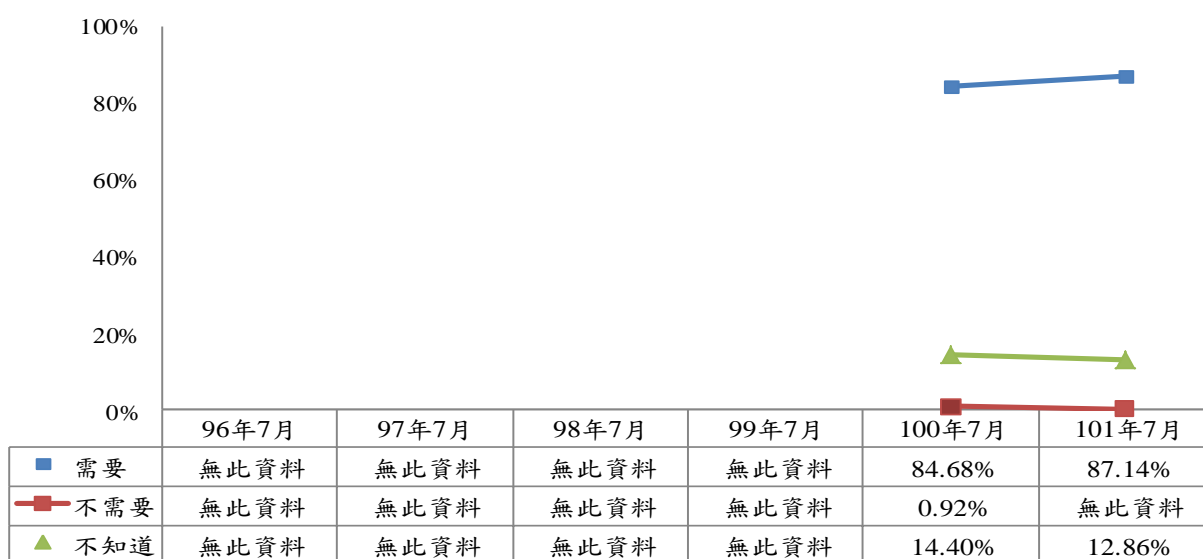 100%
80%
60%
40%
20%
0%
96年7月 97年7月 98年7月 99年7月 100年7月 101年7月
需要 無此資料 無此資料 無此資料 無此資料 84.68% 87.14%
不需要 無此資料 無此資料 無此資料 無此資料 0.92% 無此資料
不知道 無此資料 無此資料 無此資料 無此資料 14.40% 12.86%